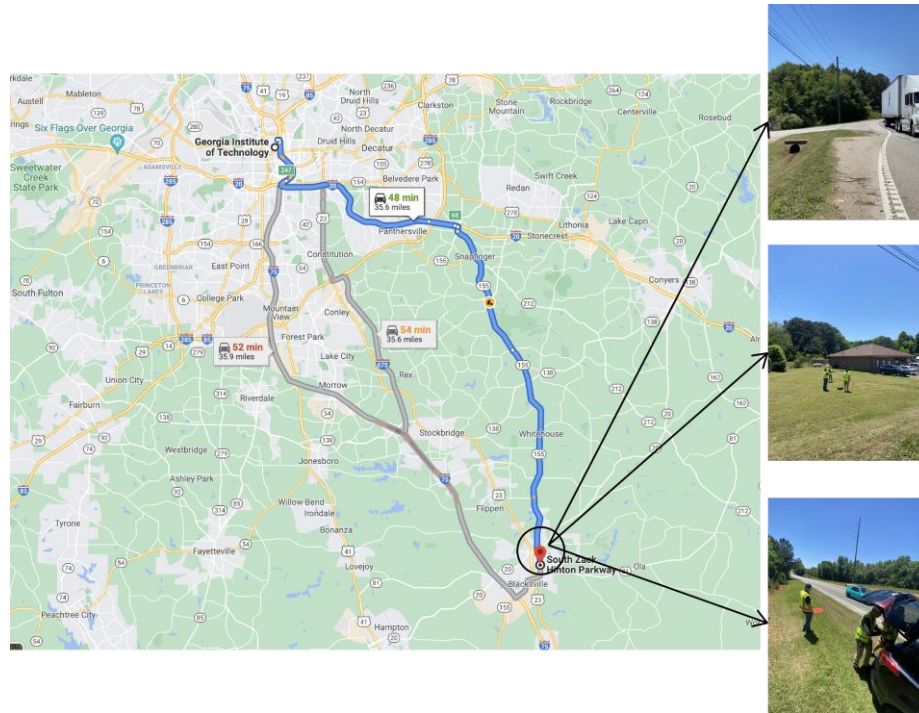 Mableton
Austell
North
Druid Hills
Clarkston
Stone
Mountain
Rockbridge
Centerville
Rosebud
Six Flags Over Georgia
North Decatur
Druid Hills
Decatur
Georgia Institute
of Technology
ADAMSVILLE
Sweetwater
Creek State
Park
Belvedere Park
Redan
Swift Creek
48 min
35.6 miles
Panthersville
Lithonia
Lake Capri
Stonecrest
Snapfinger
Constitution
East Point
GREENBRIAR
PRINCETON
LAKES
College Park
South Fulton
Conyers
Mountain
View
Conley
Forest Park
54 min
35.6 miles
52 min
35.9 miles
Lake City
Rex
Union City
Morrow
Riverdale
Fairburn
Stockbridge
Westbridge
Jonesboro
Whitehouse
Ashley Park
Willow Bend
Irondale
Flippen
Tyrone
Bonanza
Fayetteville
Lovejoy
South Zack
Hinton Parkway
Ola
Blacksville
Peachtree City
Hampton